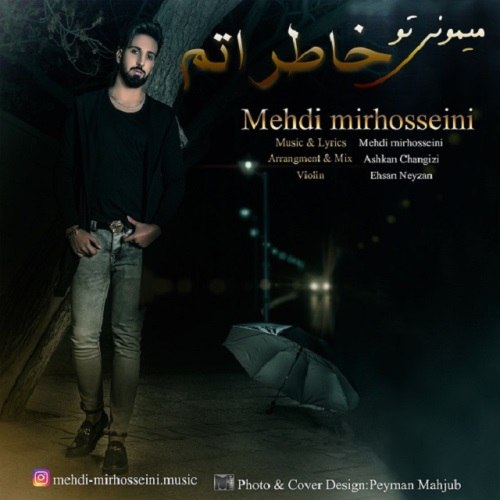 میمونی تو
خاطراتم
Mehdi mirhosseini
Music & Lyrics Mehdi mirhosseini
Arrangment & Mix Ashkan Changizi
Violin Ehsan Neyzan
mehdi-mirhosseini.music
Photo & Cover Design:Peyman Mahjub